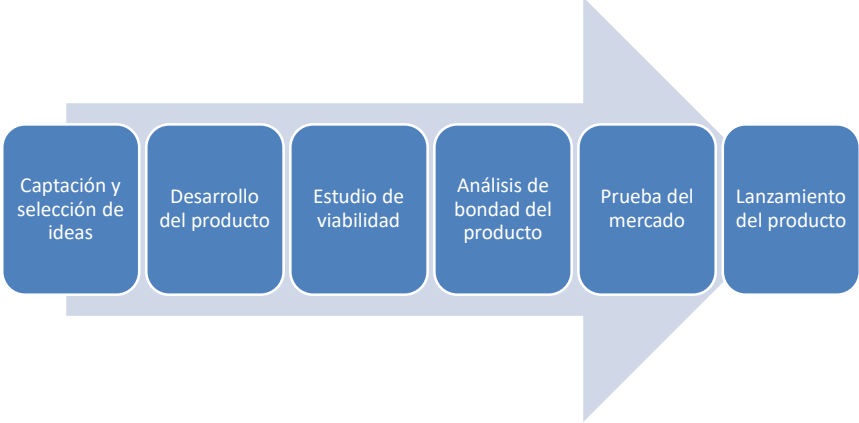 Captación y
selección de
ideas
Desarrollo
del producto
Estudio de
viabilidad
Análisis de
bondad del
producto
Prueba del
mercado
Lanzamiento
del producto